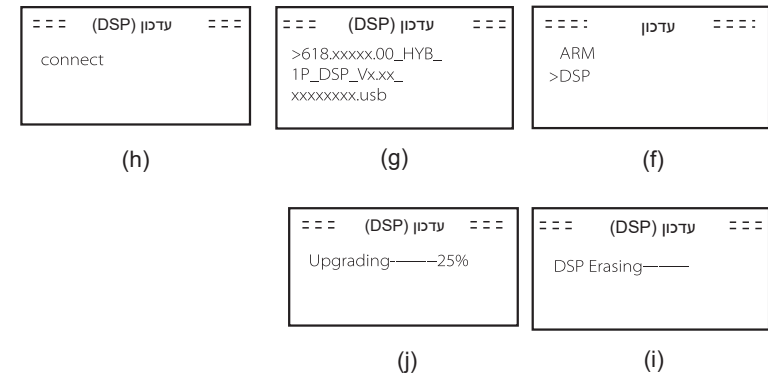 === עדכון ====
ARM
>DSP
(f)
=== עדכון (DSP) ===
>618.xxxxx.00_HYB_
1P_DSP_Vx.xx_
xxxxxxxx.usb
(g)
=== עדכון (DSP) ===
connect
(h)
=== עדכון (DSP) ===
DSP Erasing————
(i)
=== עדכון (DSP) ===
Upgrading-———25%
(j)